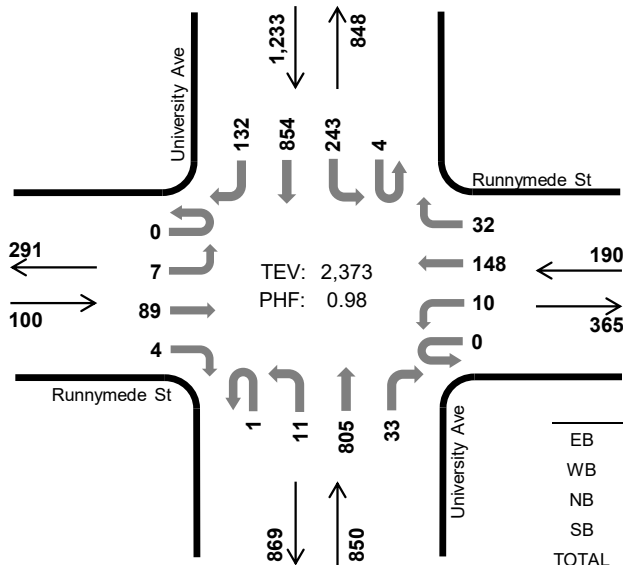 1,233
848
University Ave
132
854
243
4
Runnymede St
0
32
291
7
TEV: 2,373
148
190
PHF: 0.98
100
89
10
365
4
0
Runnymede St
1
11
805
33
University Ave
EB
WB
NB
SB
TOTAL
869
850